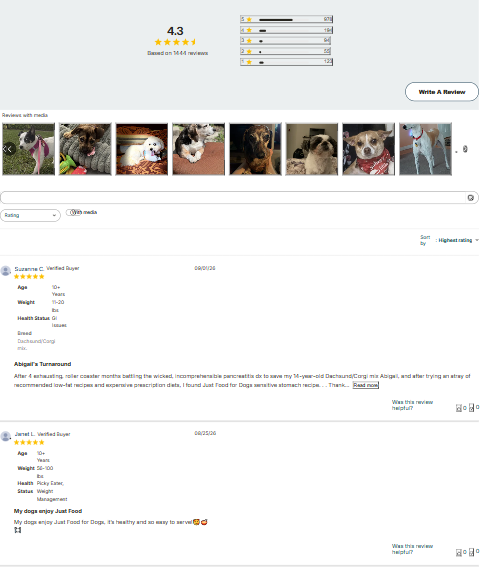 4.3
Based on 1444 reviews
5 978
4 194
3 94
2 55
1 123
Write A Review
Reviews with media
Rating
With media
Sort by : Highest rating
Suzanne C. Verified Buyer 09/01/26
Age 10+ Years
Weight 11-20 lbs
Health Status GI Issues
Breed
Dachsund/Corgi mix
Abigail's Turnaround
After 4 exhausting, roller coaster months battling the wicked, incomprehensible pancreatitis dx to save my 14-year-old Dachsund/Corgi mix Abigail, and after trying an array of
recommended low-fat recipes and expensive prescription diets, I found Just Food for Dogs sensitive stomach recipe. . . Thank... Read more
Was this review helpful? 0 0
Janet L. Verified Buyer 08/25/26
Age 10+ Years
Weight 56-100 lbs
Health Status Picky Eater, Weight Management
My dogs enjoy Just Food
My dogs enjoy Just Food for Dogs, it's healthy and so easy to serve!🥰🥰
Was this review helpful? 0 0